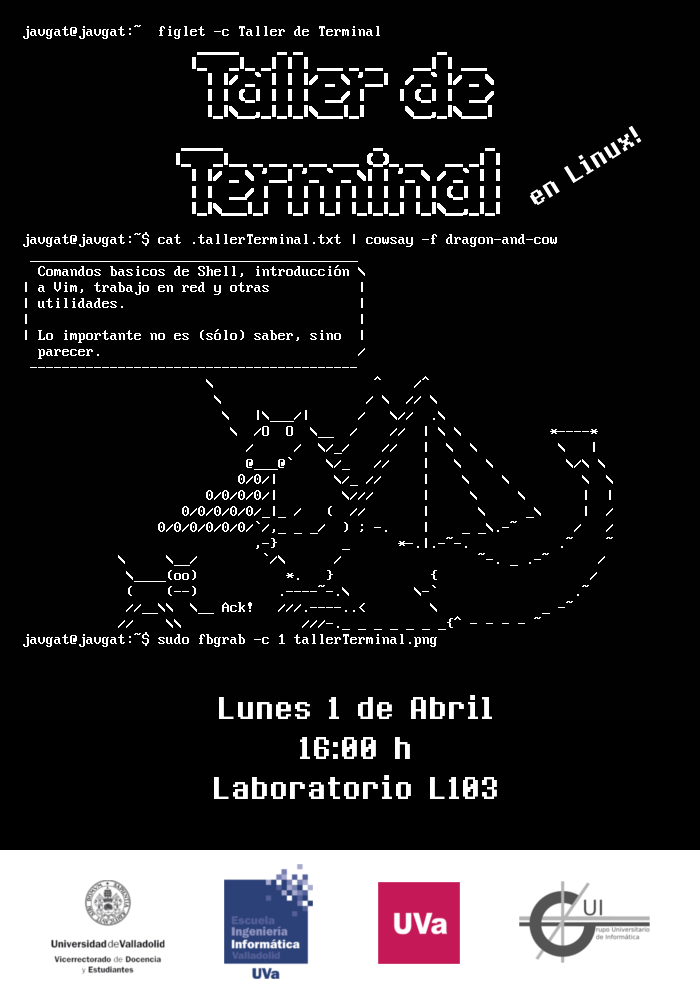 javgat@javgat:~ figlet -c Taller de Terminal
Taller de
Terminal
en Linux!
javgat@javgat:~$ cat .tallerTerminal.txt | cowsay -f dragon-and-cow
Comandos basicos de Shell, introducción
a Vim, trabajo en red y otras
utilidades.
Lo importante no es (sólo) saber, sino
parecer.
Ack!
javgat@javgat:~$ sudo fbgrab -c 1 tallerTerminal.png
Lunes 1 de Abril
16:00 h
Laboratorio L103
Universidad de Valladolid
Vicerrectorado de Docencia
y Estudiantes
Escuela
Ingeniería
Informática
Valladolid
UVa
UVa
GUI
Grupo Universitario
de Informática